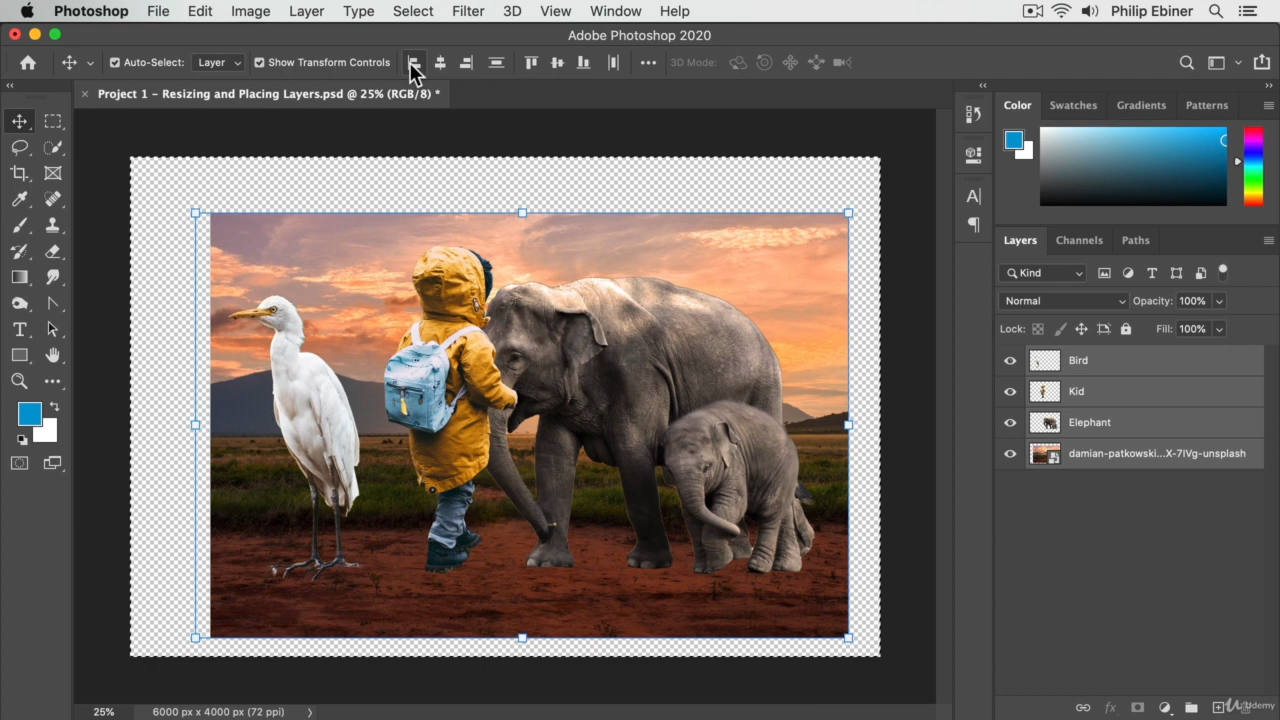 Photoshop File Edit Image Layer Type Select Filter 3D View Window Help Philip Ebiner
Adobe Photoshop 2020
Auto-Select: Layer Show Transform Controls 3D Mode:
Project 1 – Resizing and Placing Layers.psd @ 25% (RGB/8) *
Color Swatches Gradients Patterns
Layers Channels Paths
Kind
Normal Opacity: 100%
Lock: Fill: 100%
Bird
Kid
Elephant
damian-patkowski...X-7IVg-unsplash
25% 6000 px x 4000 px (72 ppi)
Udemy